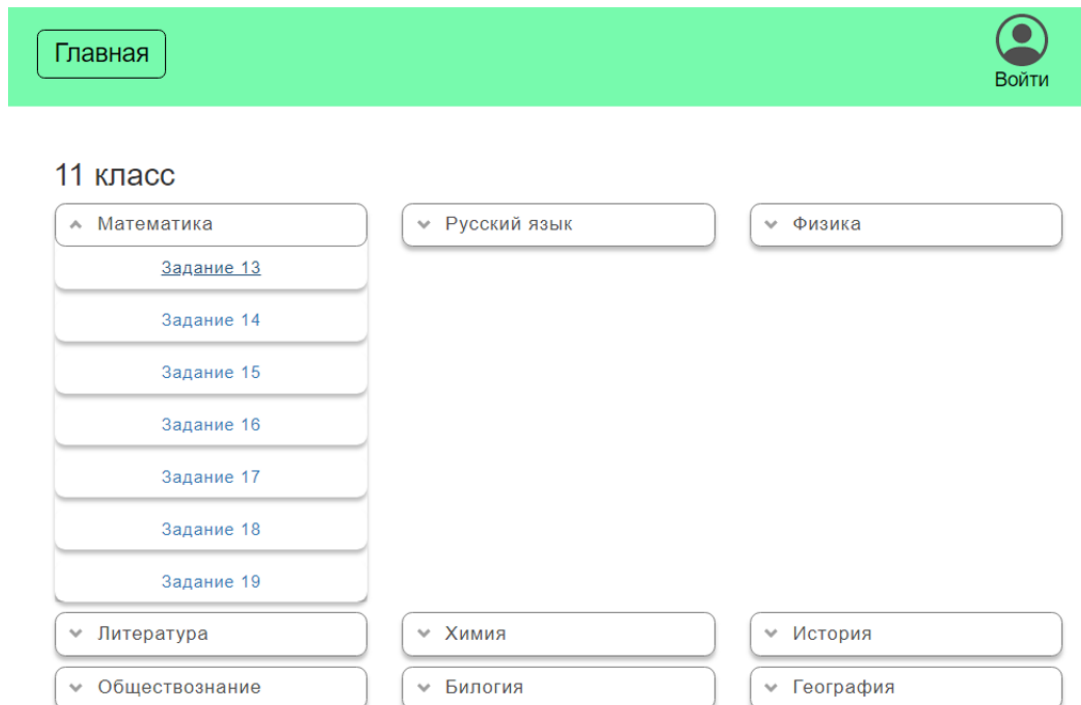 Главная
Войти
11 класс
Математика
Русский язык
Физика
Задание 13
Задание 14
Задание 15
Задание 16
Задание 17
Задание 18
Задание 19
Литература
Химия
История
Обществознание
Билогия
География